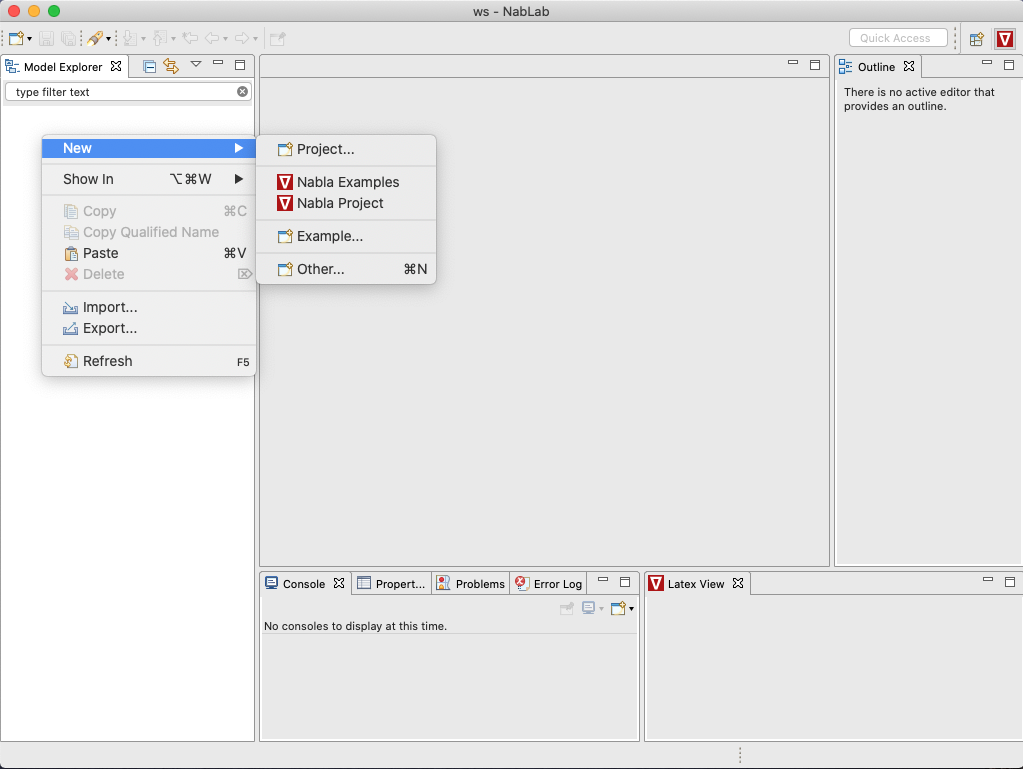 ws - NabLab
Quick Access
Model Explorer
type filter text
Outline
There is no active editor that
provides an outline.
New
Show In ⌥⌘W
Copy ⌘C
Copy Qualified Name
Paste ⌘V
Delete ⌦
Import...
Export...
Refresh F5
Project...
Nabla Examples
Nabla Project
Example...
Other... ⌘N
Console
Propert...
Problems
Error Log
No consoles to display at this time.
Latex View